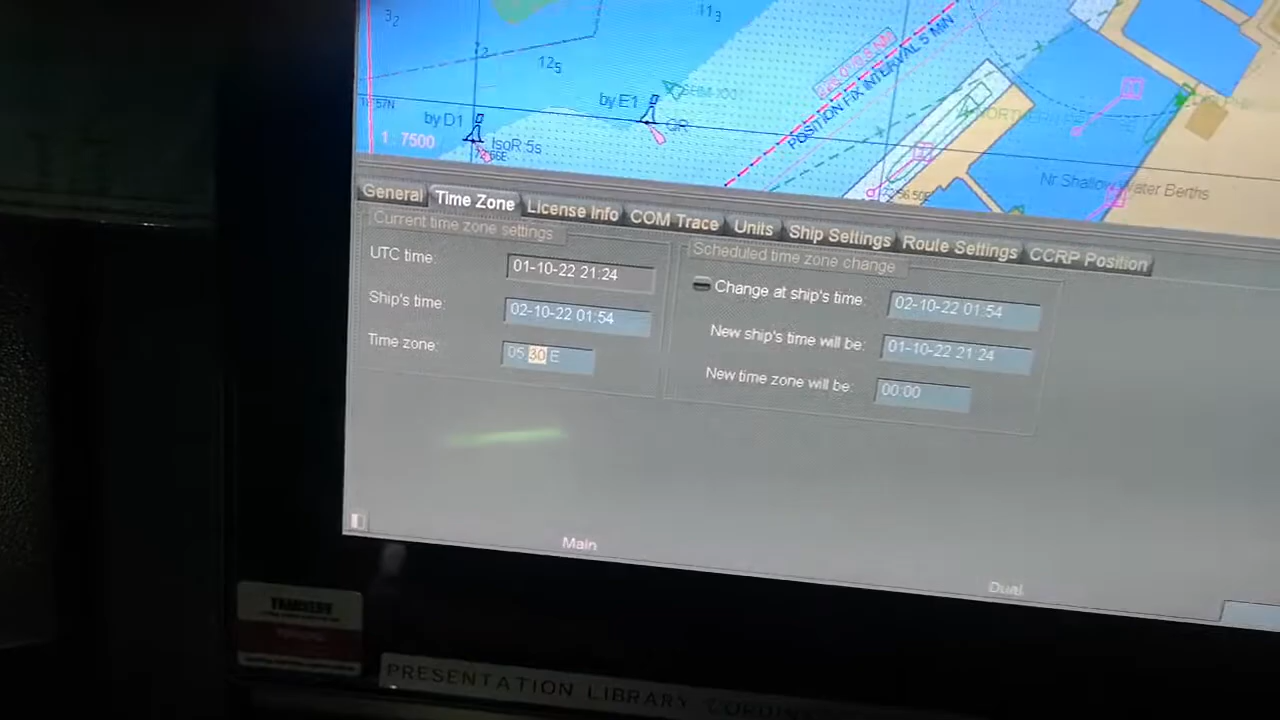 3₂
11₃
12₅
by E1
QR
by D1
IsoR 5s
1 7500
POSITION FIX INTERVAL 5 MIN
Nr Shallow Water Berths
General
Time Zone
License Info
COM Trace
Units
Ship Settings
Route Settings
CCRP Position
Current time zone settings
UTC time:
01-10-22 21:24
Ship's time:
02-10-22 01:54
Time zone:
05:30 E
Scheduled time zone change
Change at ship's time:
02-10-22 01:54
New ship's time will be:
01-10-22 21:24
New time zone will be:
00:00
Main
Dual
PRESENTATION LIBRARY